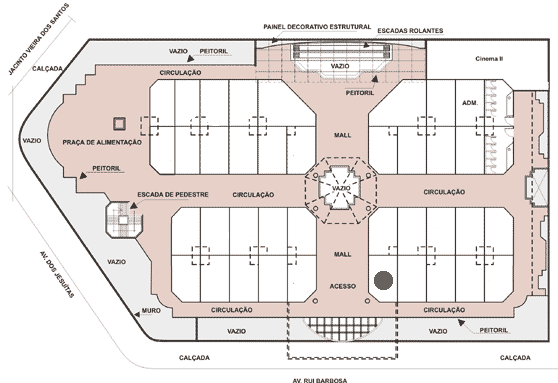 PAINEL DECORATIVO ESTRUTURAL
ESCADAS ROLANTES
JACINTO VIEIRA DOS SANTOS
CALÇADA
VAZIO
PEITORIL
VAZIO
Cinema II
CIRCULAÇÃO
PEITORIL
ADM.
VAZIO
PRAÇA DE ALIMENTAÇÃO
MALL
PEITORIL
ESCADA DE PEDESTRE
CIRCULAÇÃO
VAZIO
CIRCULAÇÃO
AV. DOS JESUÍTAS
VAZIO
MALL
ACESSO
MURO
CIRCULAÇÃO
CIRCULAÇÃO
VAZIO
VAZIO
PEITORIL
CALÇADA
CALÇADA
AV. RUI BARBOSA